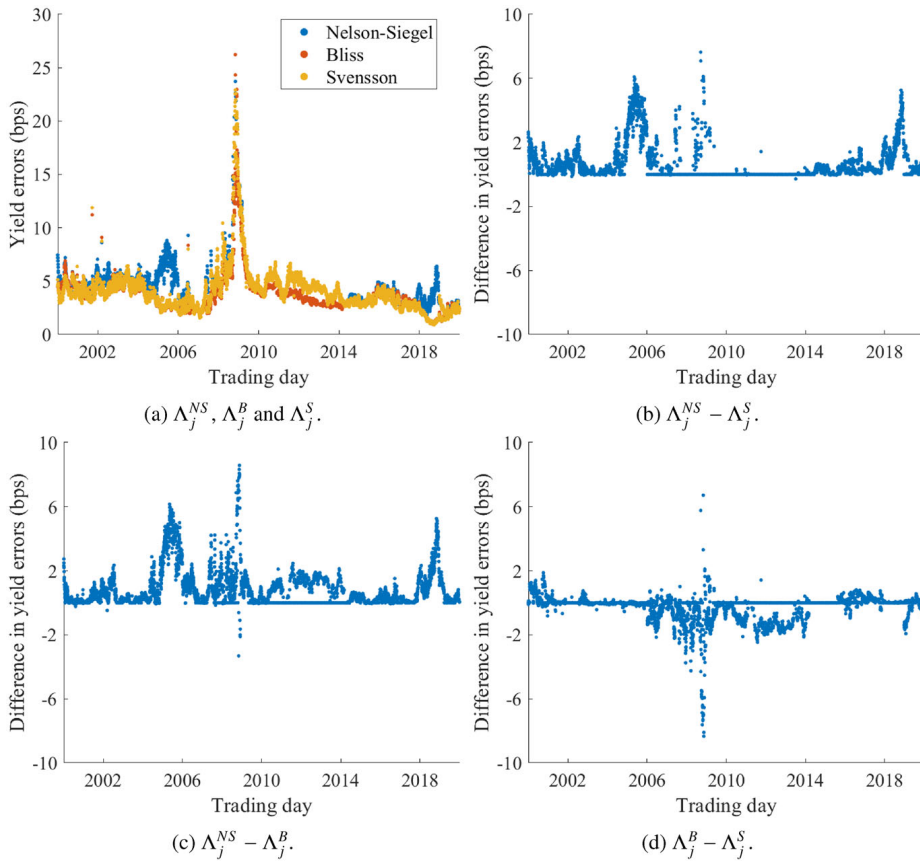 30
25
20
15
10
5
0
Yield errors (bps)
Nelson-Siegel
Bliss
Svensson
2002 2006 2010 2014 2018
Trading day
(a) Λ_j^{NS}, Λ_j^B and Λ_j^S.
10
6
2
-2
-6
-10
Difference in yield errors (bps)
2002 2006 2010 2014 2018
Trading day
(b) Λ_j^{NS} − Λ_j^S.
10
6
2
-2
-6
-10
Difference in yield errors (bps)
2002 2006 2010 2014 2018
Trading day
(c) Λ_j^{NS} − Λ_j^B.
10
6
2
-2
-6
-10
Difference in yield errors (bps)
2002 2006 2010 2014 2018
Trading day
(d) Λ_j^B − Λ_j^S.